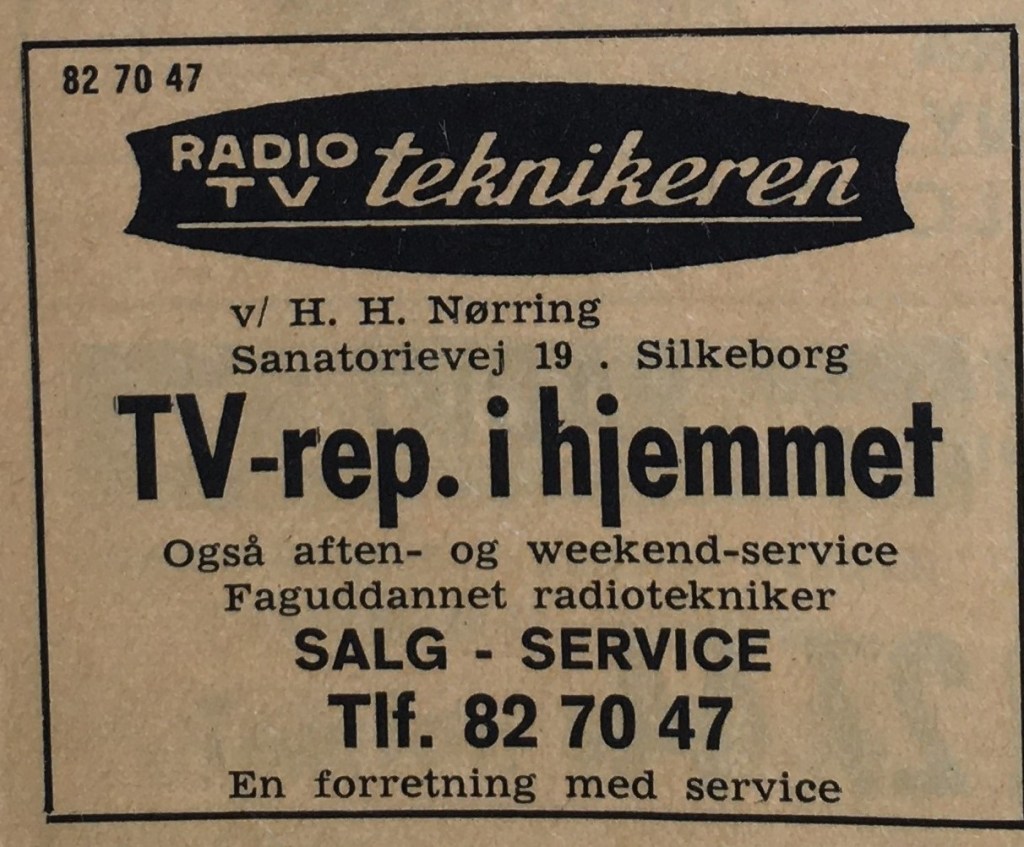 82 70 47
RADIO
TV teknikeren
v/ H. H. Nørring
Sanatorievej 19 . Silkeborg
TV-rep. i hjemmet
Også aften- og weekend-service
Faguddannet radiotekniker
SALG - SERVICE
Tlf. 82 70 47
En forretning med service